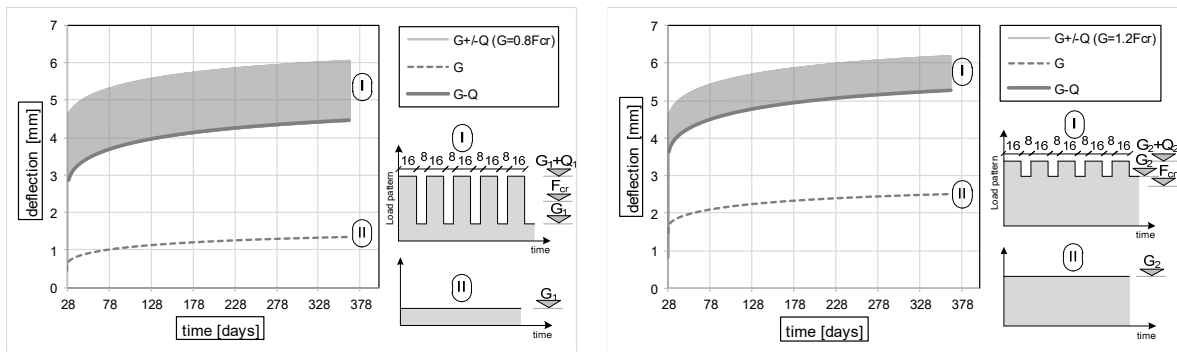 7
6
5
4
3
2
1
0
deflection [mm]
28 78 128 178 228 278 328 378
time [days]
I
II
G+/-Q (G=0.8Fcr)
G
G-Q
I
16 8 16 8 16 8 16 8 16
G1+Q1
Fcr
G1
Load pattern
time
II
G1
time
7
6
5
4
3
2
1
0
deflection [mm]
28 78 128 178 228 278 328 378
time [days]
I
II
G+/-Q (G=1.2Fcr)
G
G-Q
I
16 8 16 8 16 8 16 8 16
G2+Q2
G2
Fcr
Load pattern
time
II
G2
time